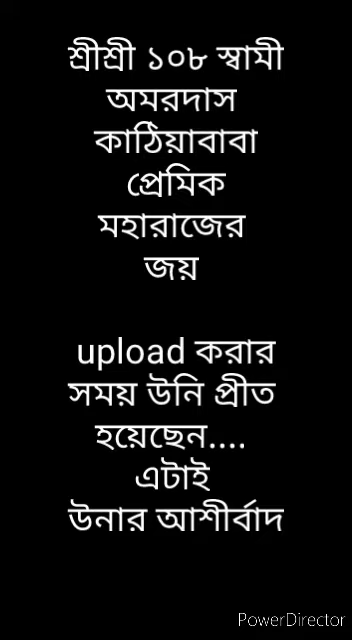 শ্রীশ্রী ১০৮ স্বামী
অমরদাস
কাঠিয়াবাবা
প্রেমিক
মহারাজের
জয়
upload করার
সময় উনি প্রীত
হয়েছেন....
এটাই
উনার আশীর্বাদ
PowerDirector